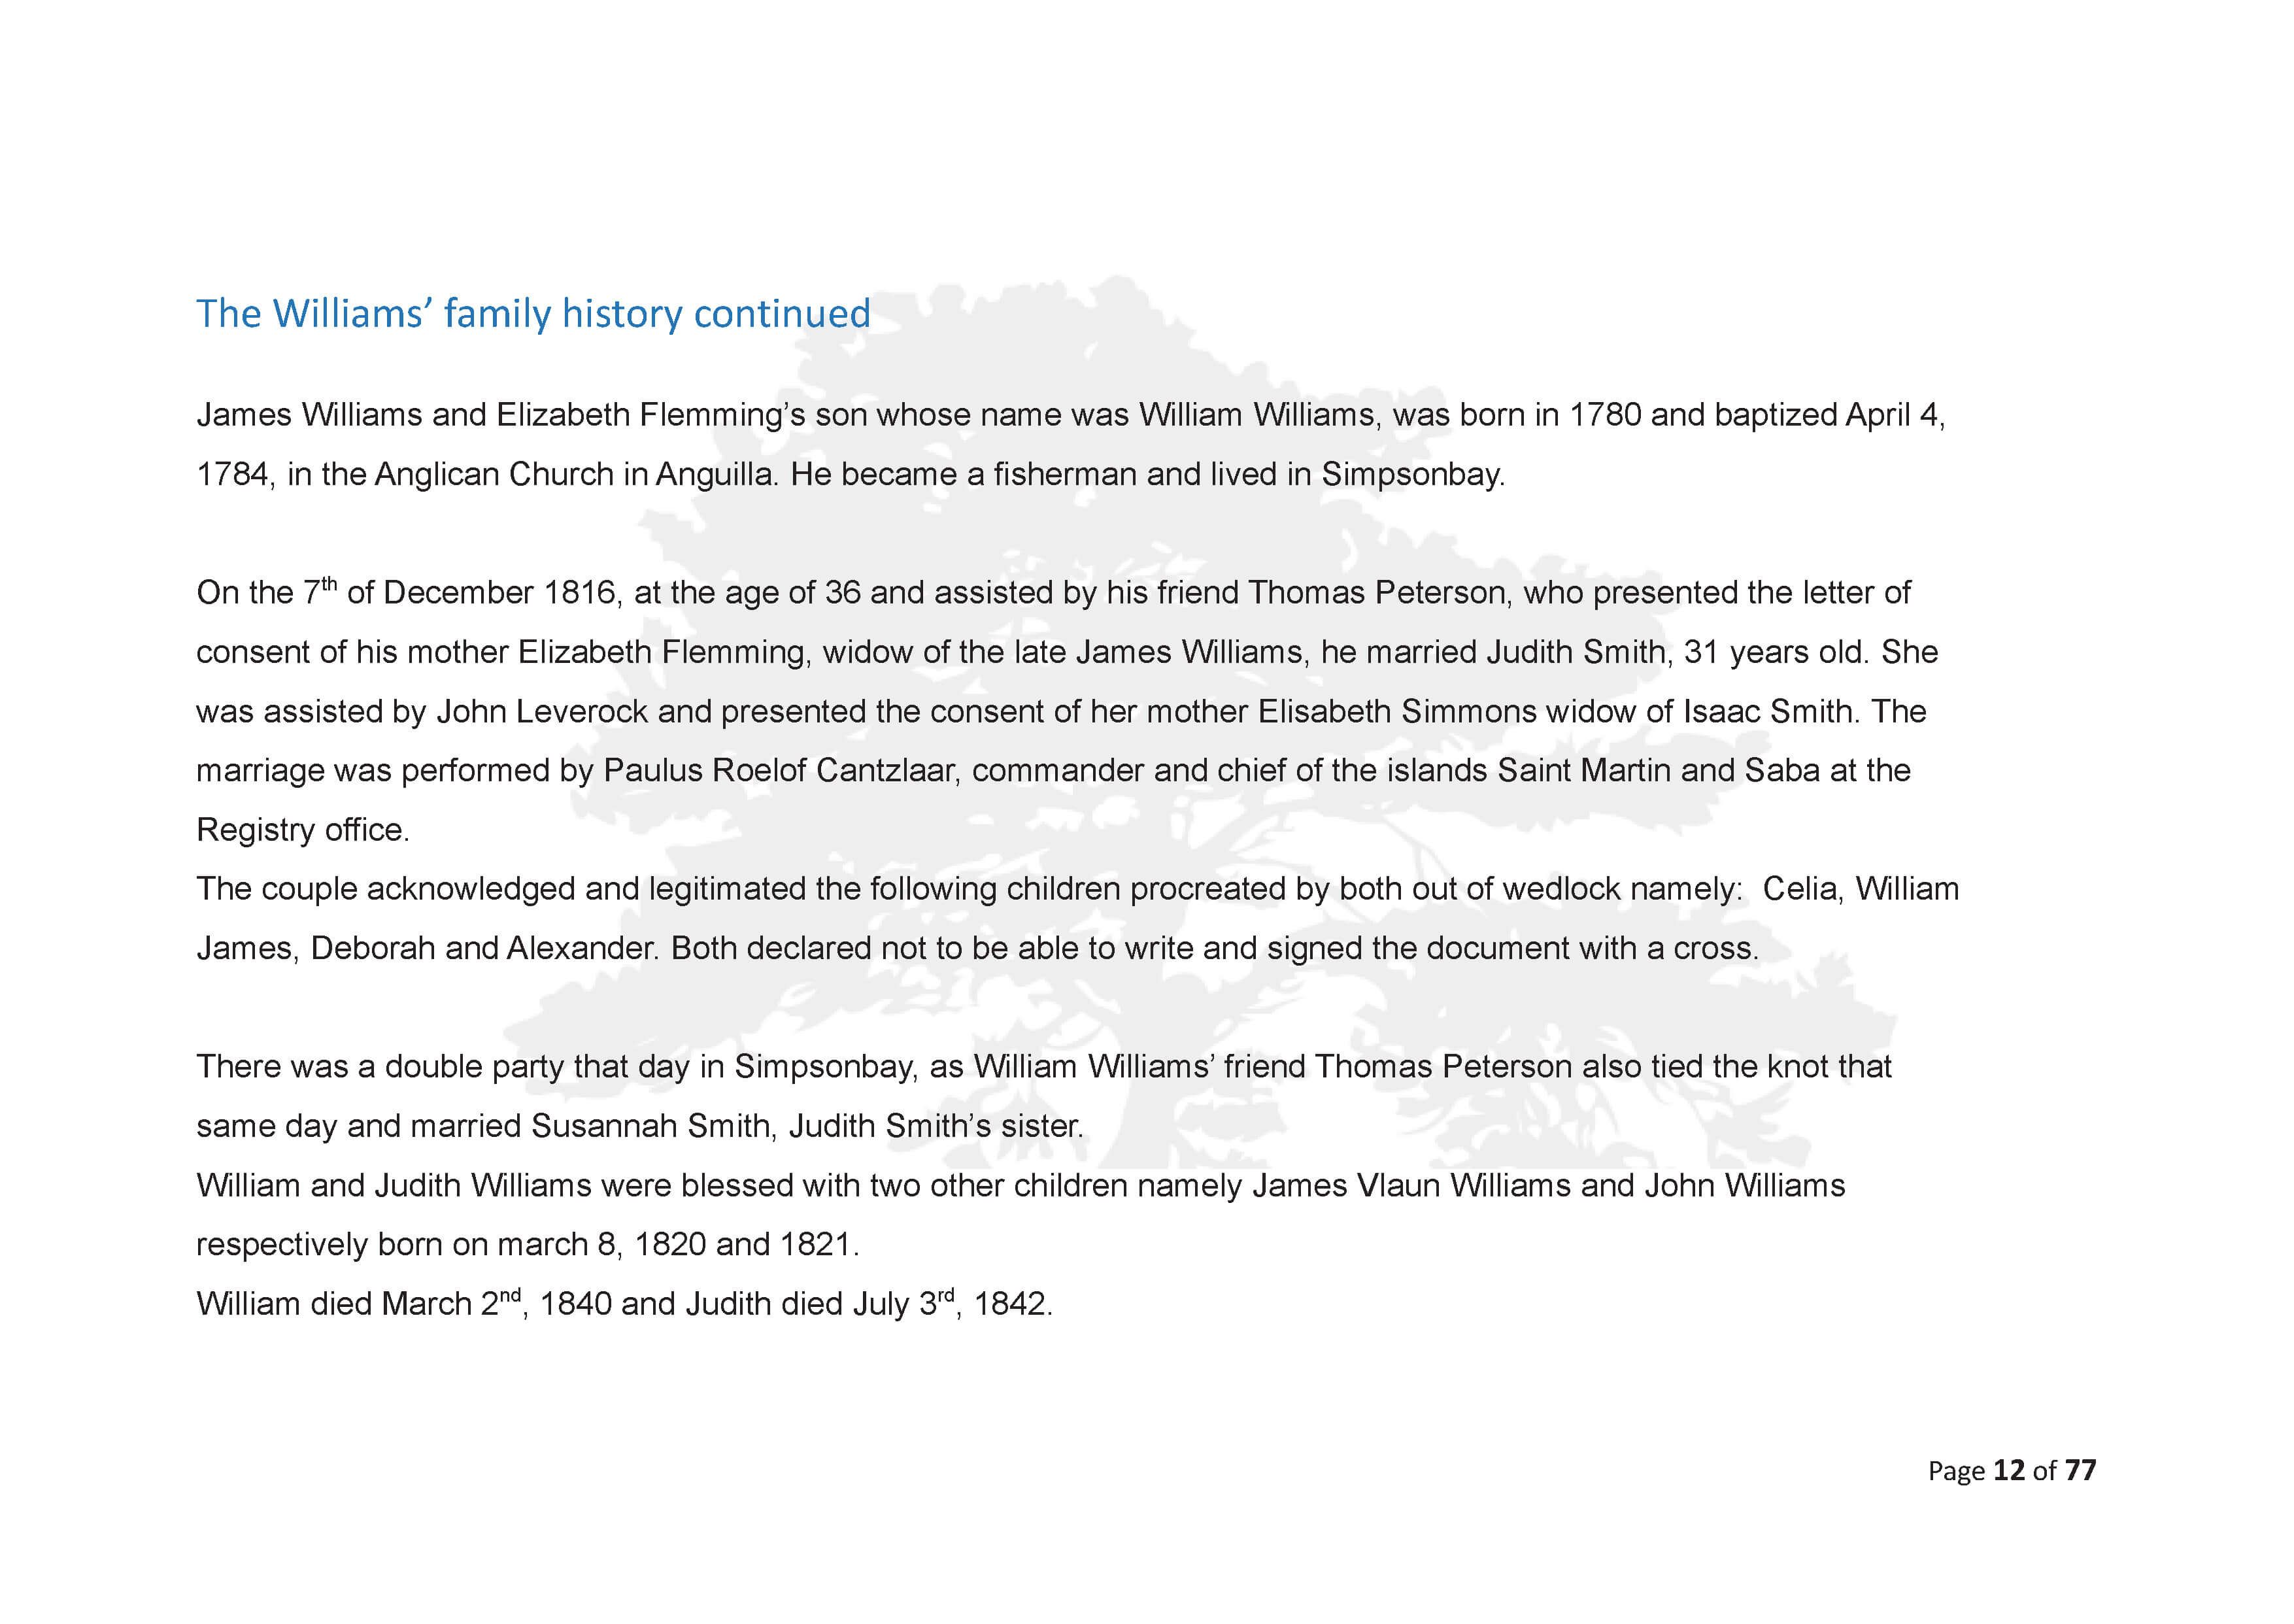 The Williams’ family history continued
James Williams and Elizabeth Flemming’s son whose name was William Williams, was born in 1780 and baptized April 4,
1784, in the Anglican Church in Anguilla. He became a fisherman and lived in Simpsonbay.
On the 7th of December 1816, at the age of 36 and assisted by his friend Thomas Peterson, who presented the letter of
consent of his mother Elizabeth Flemming, widow of the late James Williams, he married Judith Smith, 31 years old. She
was assisted by John Leverock and presented the consent of her mother Elisabeth Simmons widow of Isaac Smith. The
marriage was performed by Paulus Roelof Cantzlaar, commander and chief of the islands Saint Martin and Saba at the
Registry office.
The couple acknowledged and legitimated the following children procreated by both out of wedlock namely:  Celia, William
James, Deborah and Alexander. Both declared not to be able to write and signed the document with a cross.
There was a double party that day in Simpsonbay, as William Williams’ friend Thomas Peterson also tied the knot that
same day and married Susannah Smith, Judith Smith’s sister.
William and Judith Williams were blessed with two other children namely James Vlaun Williams and John Williams
respectively born on march 8, 1820 and 1821.
William died March 2nd, 1840 and Judith died July 3rd, 1842.
Page 12 of 77